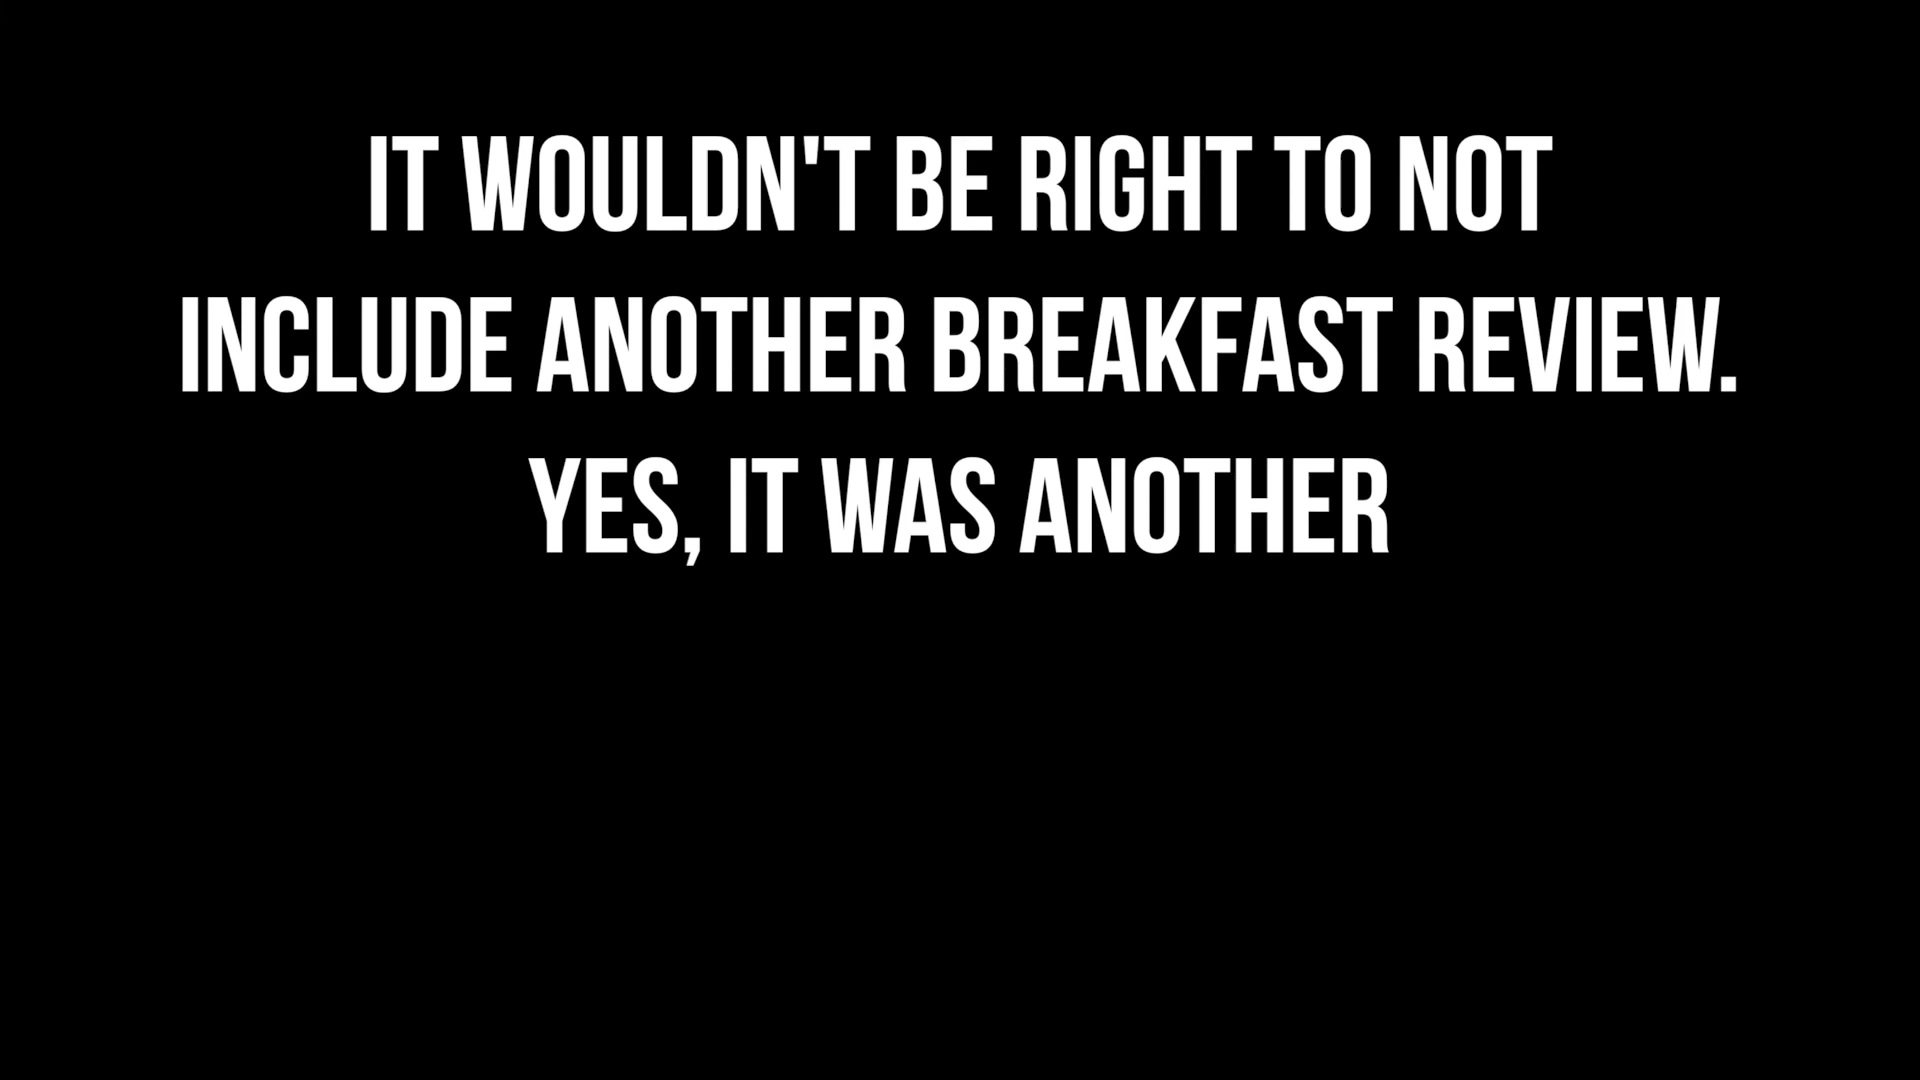 IT WOULDN'T BE RIGHT TO NOT
INCLUDE ANOTHER BREAKFAST REVIEW.
YES, IT WAS ANOTHER